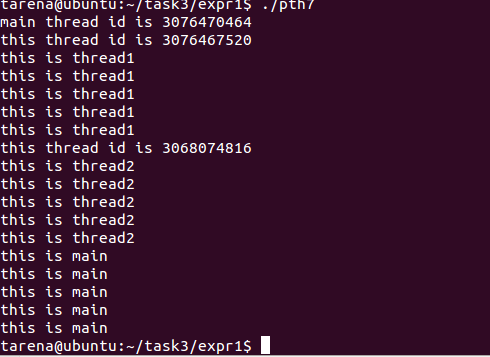 tarena@ubuntu:~/task3/expr1$ ./pth7
main thread id is 3076470464
this thread id is 3076467520
this is thread1
this is thread1
this is thread1
this is thread1
this is thread1
this thread id is 3068074816
this is thread2
this is thread2
this is thread2
this is thread2
this is thread2
this is main
this is main
this is main
this is main
this is main
tarena@ubuntu:~/task3/expr1$